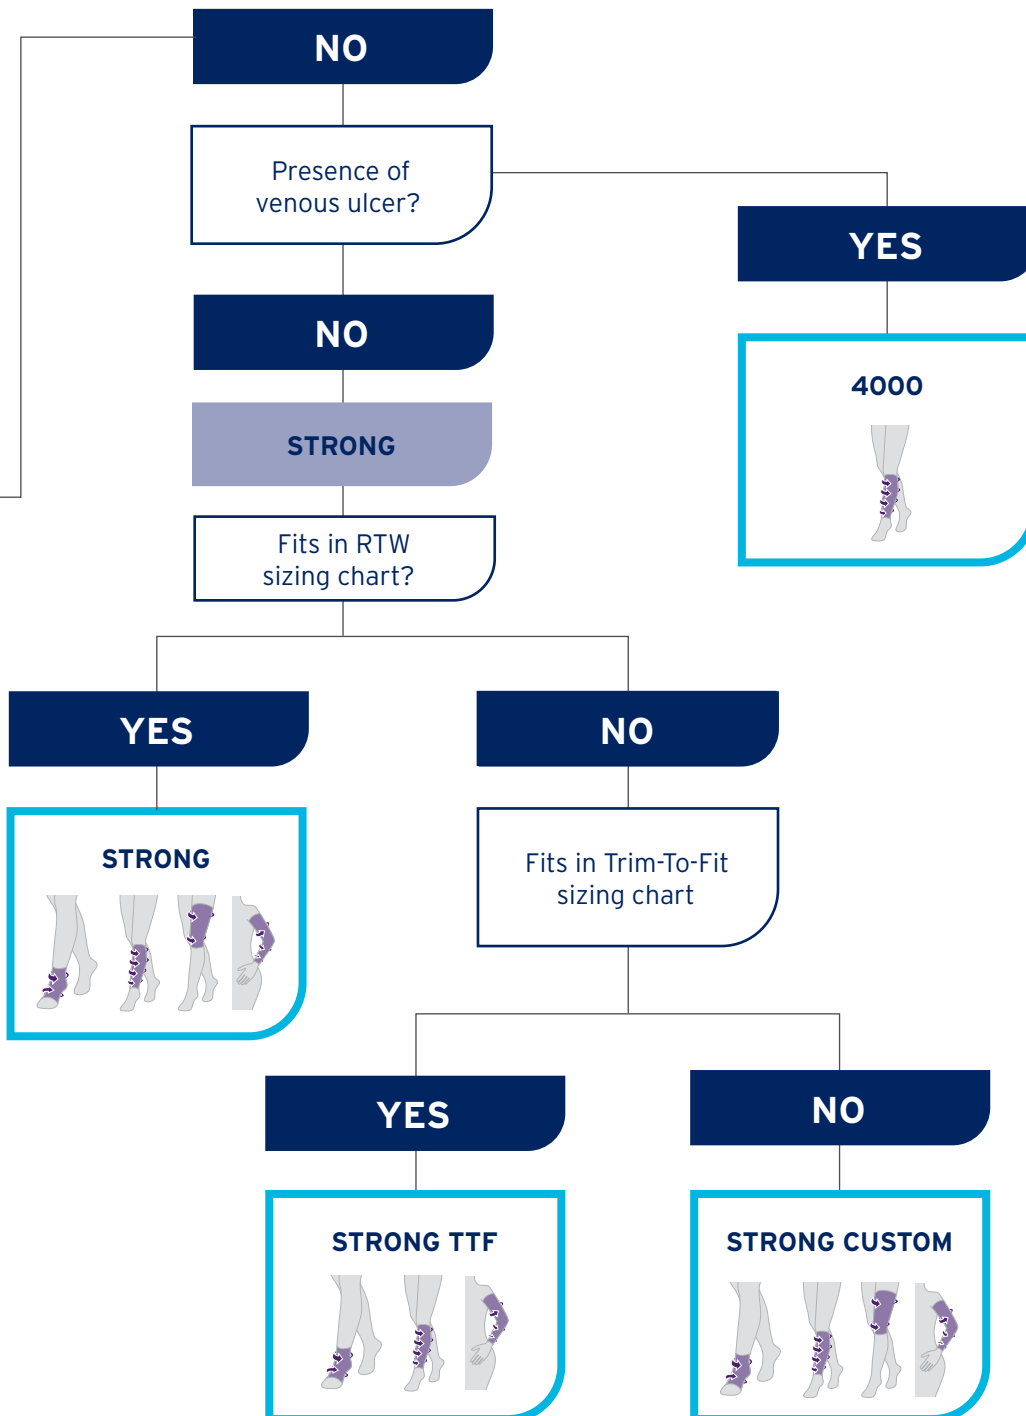 NO
Presence of
venous ulcer?
YES
4000
NO
STRONG
Fits in RTW
sizing chart?
YES
STRONG
NO
Fits in Trim-To-Fit
sizing chart
YES
STRONG TTF
NO
STRONG CUSTOM